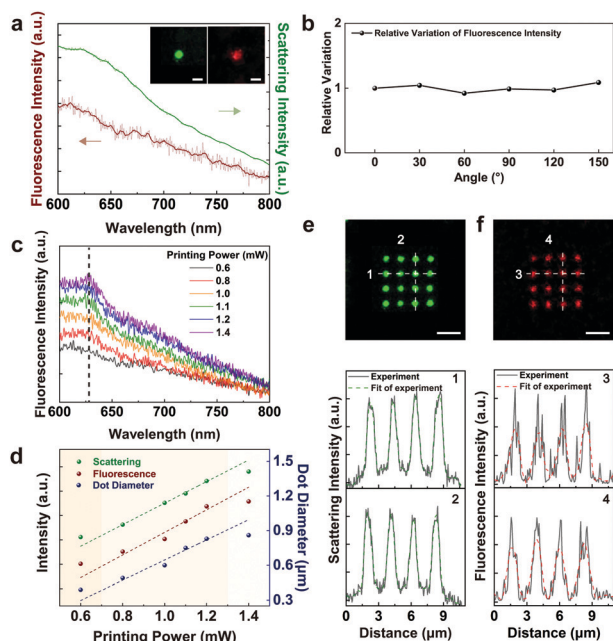 a
Fluorescence Intensity (a.u.)
Scattering Intensity (a.u.)
600 650 700 750 800
Wavelength (nm)
b
Relative Variation of Fluorescence Intensity
Relative Variation
2
1
0
0 30 60 90 120 150
Angle (°)
c
Fluorescence Intensity (a.u.)
Printing Power (mW)
0.6
0.8
1.0
1.1
1.2
1.4
600 650 700 750 800
Wavelength (nm)
d
Scattering
Fluorescence
Dot Diameter
Intensity (a.u.)
Dot Diameter (μm)
1.5
1.2
0.9
0.6
0.3
0.6 0.8 1.0 1.2 1.4
Printing Power (mW)
e
2
1
Experiment
Fit of experiment
1
2
Scattering Intensity (a.u.)
0 3 6 9
Distance (μm)
f
4
3
Experiment
Fit of experiment
3
4
Fluorescence Intensity (a.u.)
0 3 6 9
Distance (μm)